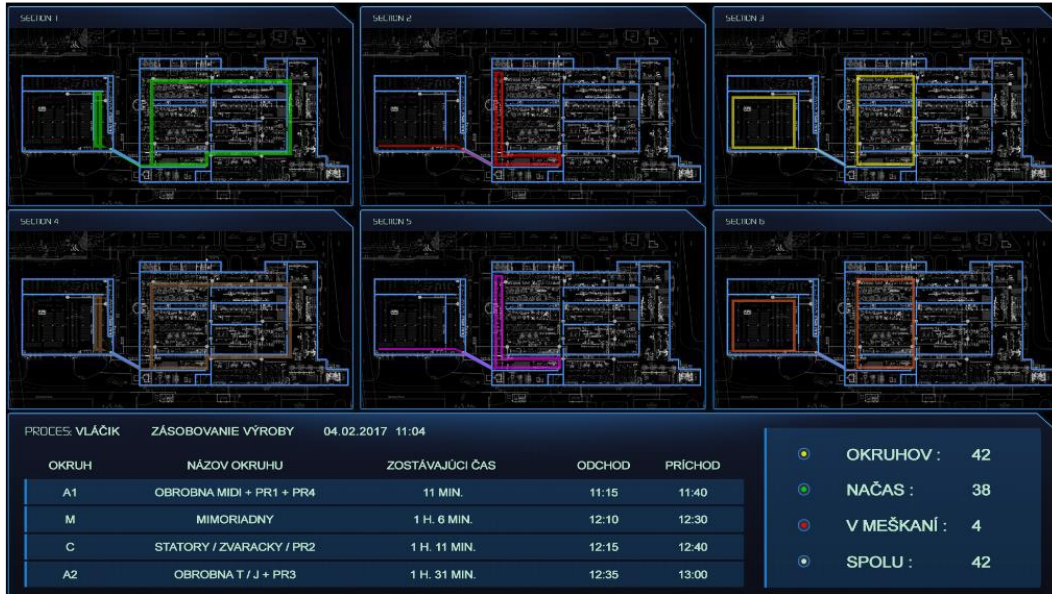 SECTION 1
SECTION 2
SECTION 3
SECTION 4
SECTION 5
SECTION 6
PROCES: VLÁČIK ZÁSOBOVANIE VÝROBY 04.02.2017 11:04
OKRUH NÁZOV OKRUHU ZOSTÁVAJÚCI ČAS ODCHOD PRÍCHOD
A1 OBROBNA MIDI + PR1 + PR4 11 MIN. 11:15 11:40
M MIMORIADNY 1 H. 6 MIN. 12:10 12:30
C STATORY / ZVARACKY / PR2 1 H. 11 MIN. 12:15 12:40
A2 OBROBNA T / J + PR3 1 H. 31 MIN. 12:35 13:00
OKRUHOV : 42
NAČAS : 38
V MEŠKANÍ : 4
SPOLU : 42